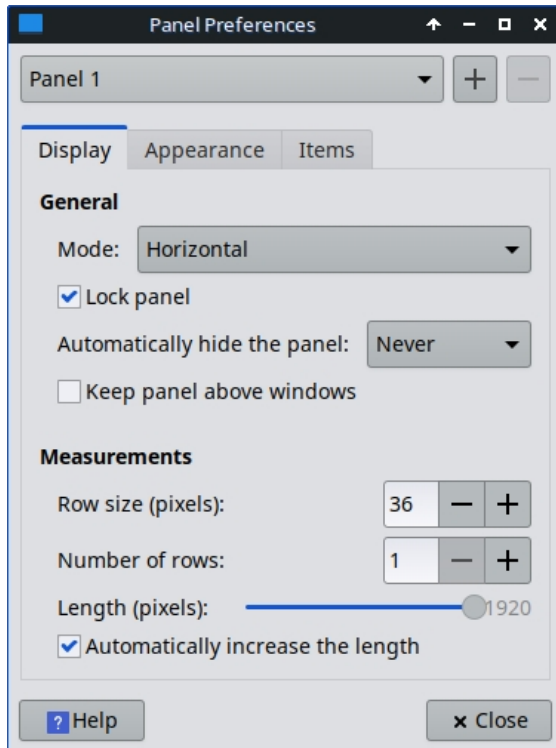 Panel Preferences
Panel 1
Display Appearance Items
General
Mode: Horizontal
Lock panel
Automatically hide the panel: Never
Keep panel above windows
Measurements
Row size (pixels): 36
Number of rows: 1
Length (pixels): 1920
Automatically increase the length
? Help
Close